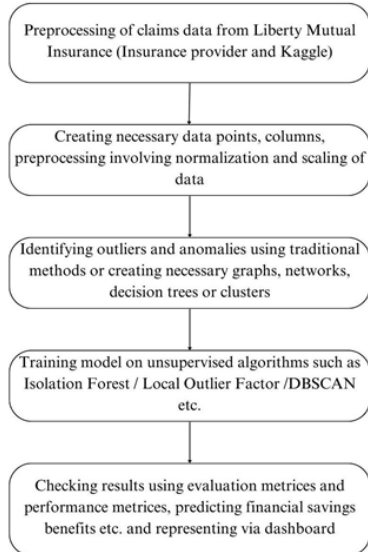 Preprocessing of claims data from Liberty Mutual
Insurance (Insurance provider and Kaggle)
Creating necessary data points, columns,
preprocessing involving normalization and scaling of
data
Identifying outliers and anomalies using traditional
methods or creating necessary graphs, networks,
decision trees or clusters
Training model on unsupervised algorithms such as
Isolation Forest / Local Outlier Factor /DBSCAN
etc.
Checking results using evaluation metrices and
performance metrices, predicting financial savings
benefits etc. and representing via dashboard